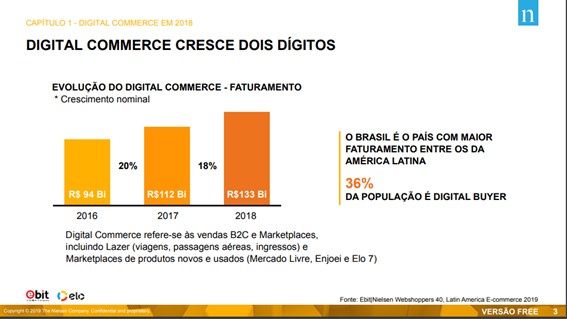 CAPÍTULO 1 - DIGITAL COMMERCE EM 2018
n
DIGITAL COMMERCE CRESCE DOIS DÍGITOS
EVOLUÇÃO DO DIGITAL COMMERCE - FATURAMENTO
* Crescimento nominal
20%
18%
R$ 94 Bi
R$112 Bi
R$133 Bi
2016
2017
2018
O BRASIL É O PAÍS COM MAIOR
FATURAMENTO ENTRE OS DA
AMÉRICA LATINA
36%
DA POPULAÇÃO É DIGITAL BUYER
Digital Commerce refere-se às vendas B2C e Marketplaces,
incluindo Lazer (viagens, passagens aéreas, ingressos) e
Marketplaces de produtos novos e usados (Mercado Livre, Enjoei e Elo 7)
ebit
elo
Fonte: Ebit|Nielsen Webshoppers 40, Latin America E-commerce 2019
Copyright © 2018 The Nielsen Company. Confidential and proprietary.
VERSÃO FREE
3